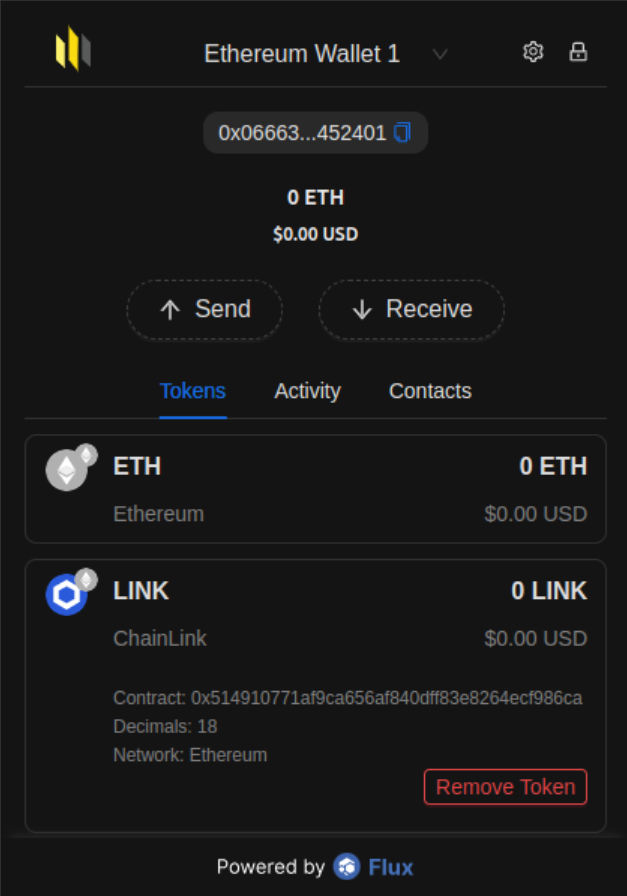 Ethereum Wallet 1
0x06663...452401
0 ETH
$0.00 USD
Send Receive
Tokens Activity Contacts
ETH 0 ETH
Ethereum $0.00 USD
LINK 0 LINK
ChainLink $0.00 USD
Contract: 0x514910771af9ca656af840dff83e8264ecf986ca
Decimals: 18
Network: Ethereum
Remove Token
Powered by Flux